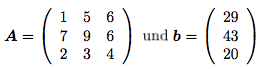 A = ( 1 5 6 ; 7 9 6 ; 2 3 4 ) und b = ( 29 ; 43 ; 20 )